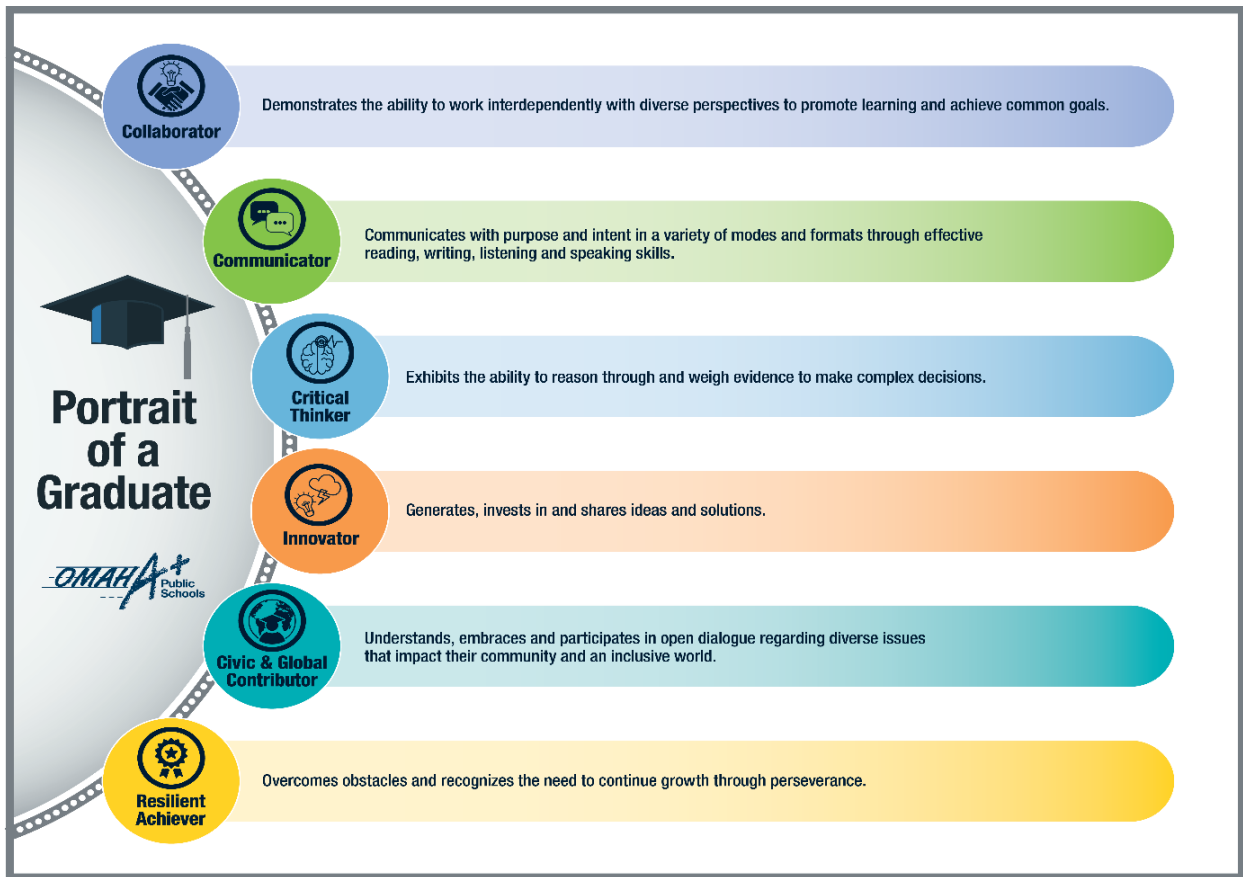 Collaborator
Demonstrates the ability to work interdependently with diverse perspectives to promote learning and achieve common goals.
Communicator
Communicates with purpose and intent in a variety of modes and formats through effective
reading, writing, listening and speaking skills.
Portrait
of a
Graduate
OMAHA+
Public
Schools
Critical
Thinker
Exhibits the ability to reason through and weigh evidence to make complex decisions.
Innovator
Generates, invests in and shares ideas and solutions.
Civic & Global
Contributor
Understands, embraces and participates in open dialogue regarding diverse issues
that impact their community and an inclusive world.
Resilient
Achiever
Overcomes obstacles and recognizes the need to continue growth through perseverance.